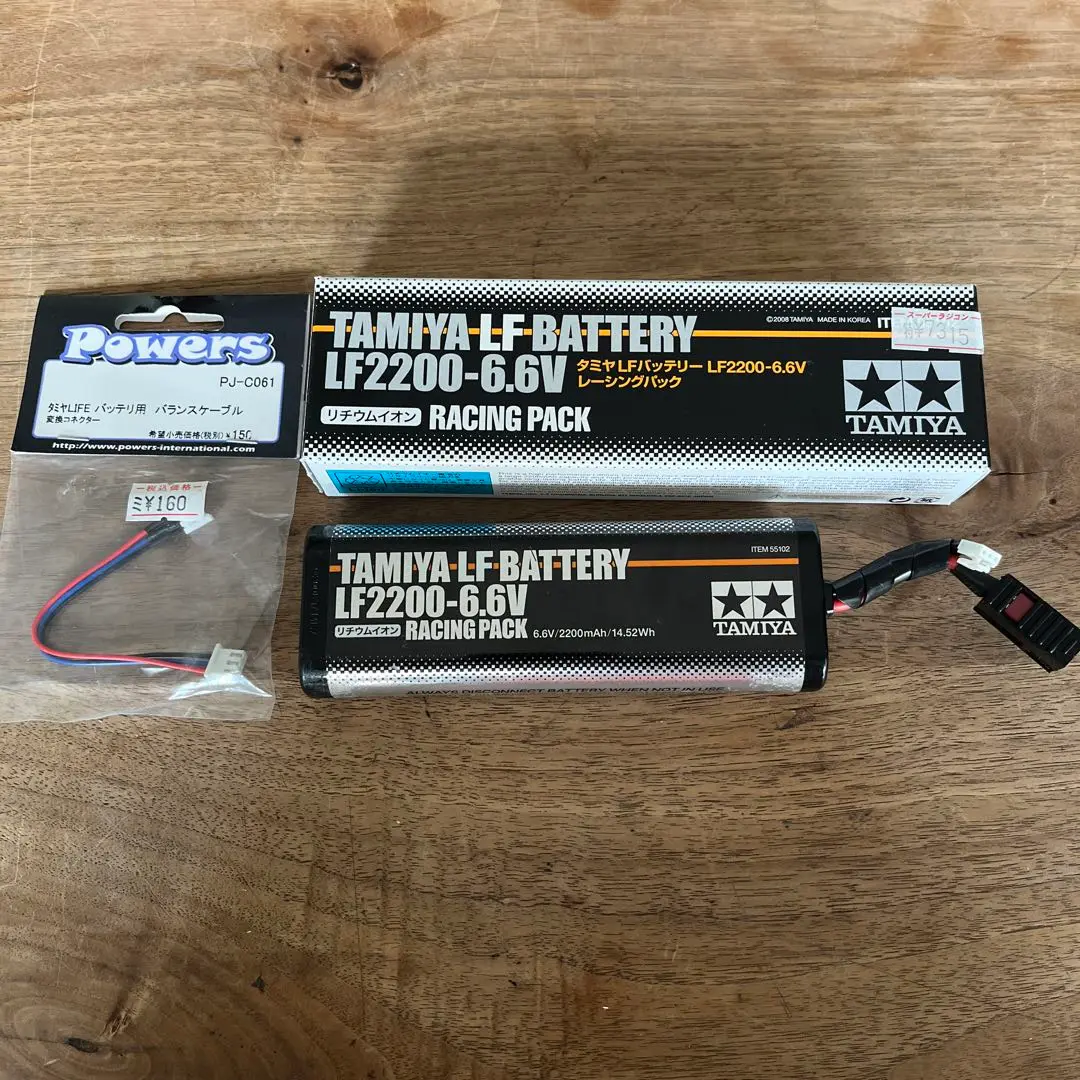 Powers
PJ-C061
タミヤLIFE バッテリ用 バランスケーブル
変換コネクター
希望小売価格(税別)¥150
http://www.powers-international.com
税込価格
ミ¥160
TAMIYA LF BATTERY
LF2200-6.6V
タミヤ LFバッテリー LF2200-6.6V
レーシングパック
リチウムイオン RACING PACK
©2008 TAMIYA MADE IN KOREA
スーパーラジコン
¥7315
TAMIYA
TAMIYA LF BATTERY
LF2200-6.6V
リチウムイオン RACING PACK 6.6V/2200mAh/14.52Wh
ITEM 55102
TAMIYA
ALWAYS DISCONNECT BATTERY WHEN NOT IN USE